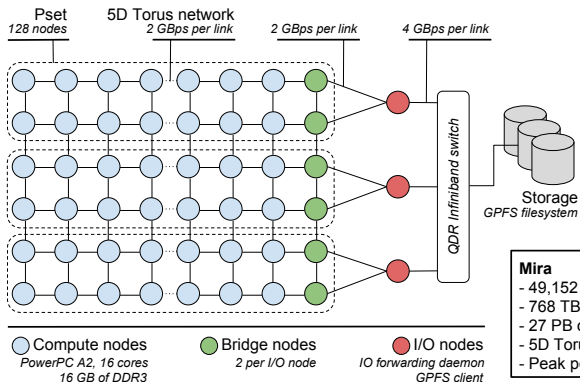 Pset
128 nodes
5D Torus network
2 GBps per link
2 GBps per link
4 GBps per link
QDR Infiniband switch
Storage
GPFS filesystem
Mira
- 49,152
- 768 TB
- 27 PB
- 5D Torus
- Peak
Compute nodes
PowerPC A2, 16 cores
16 GB of DDR3
Bridge nodes
2 per I/O node
I/O nodes
IO forwarding daemon
GPFS client